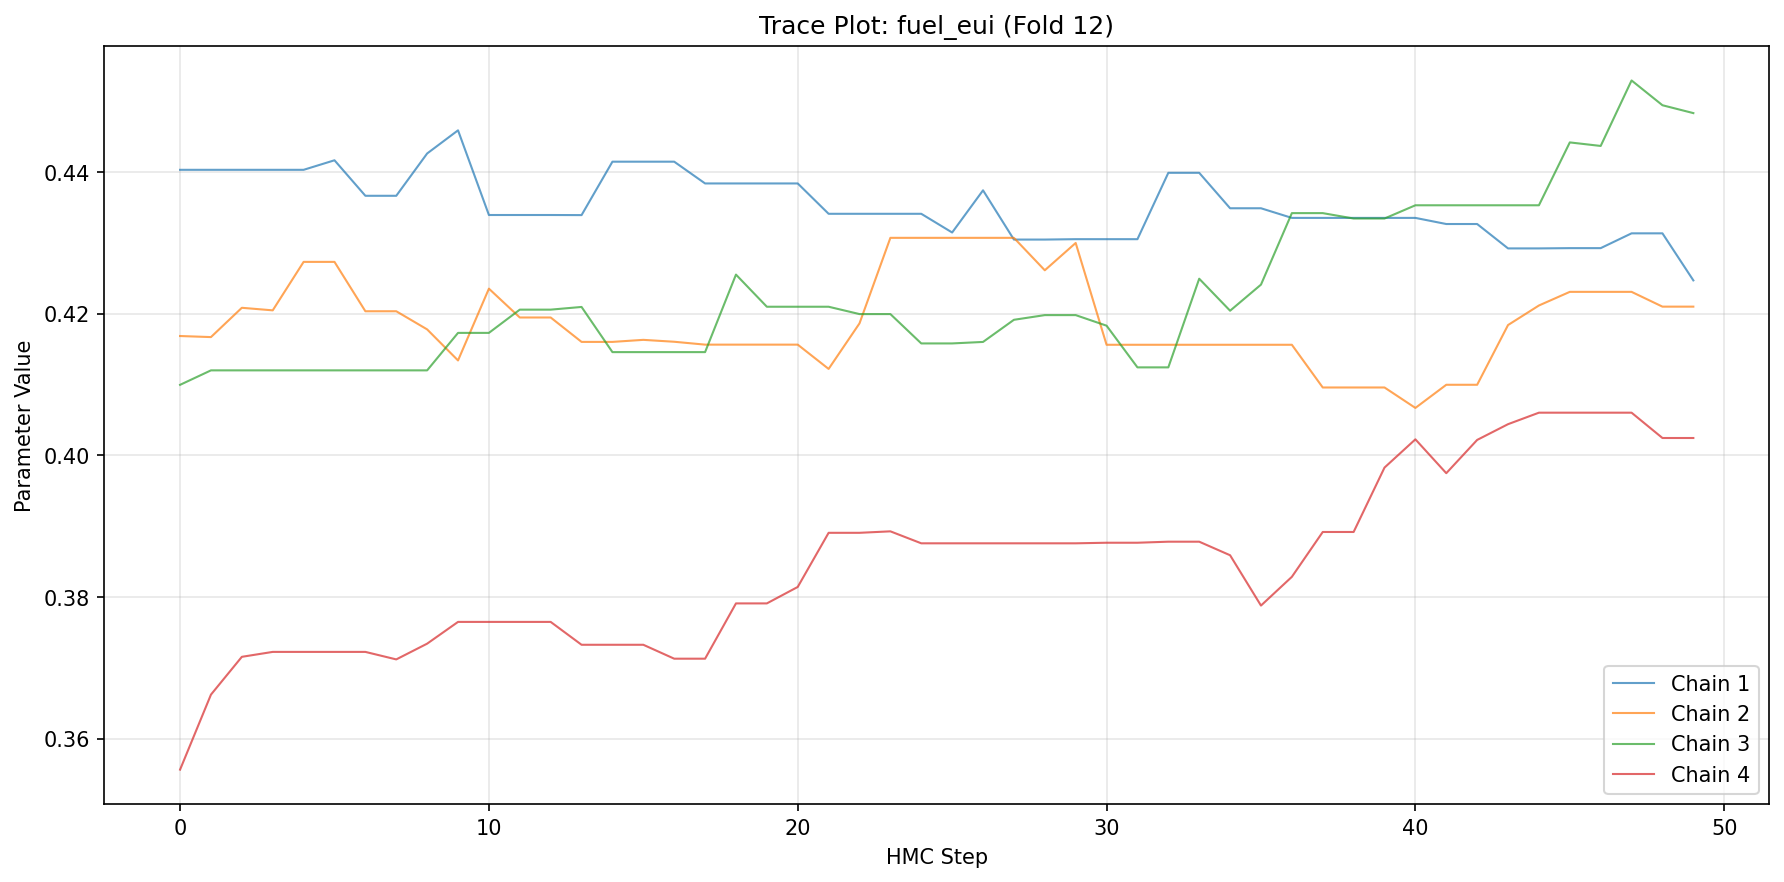 Trace Plot: fuel_eui (Fold 12)
Parameter Value
0.44
0.42
0.40
0.38
0.36
0
10
20
30
40
50
HMC Step
Chain 1
Chain 2
Chain 3
Chain 4